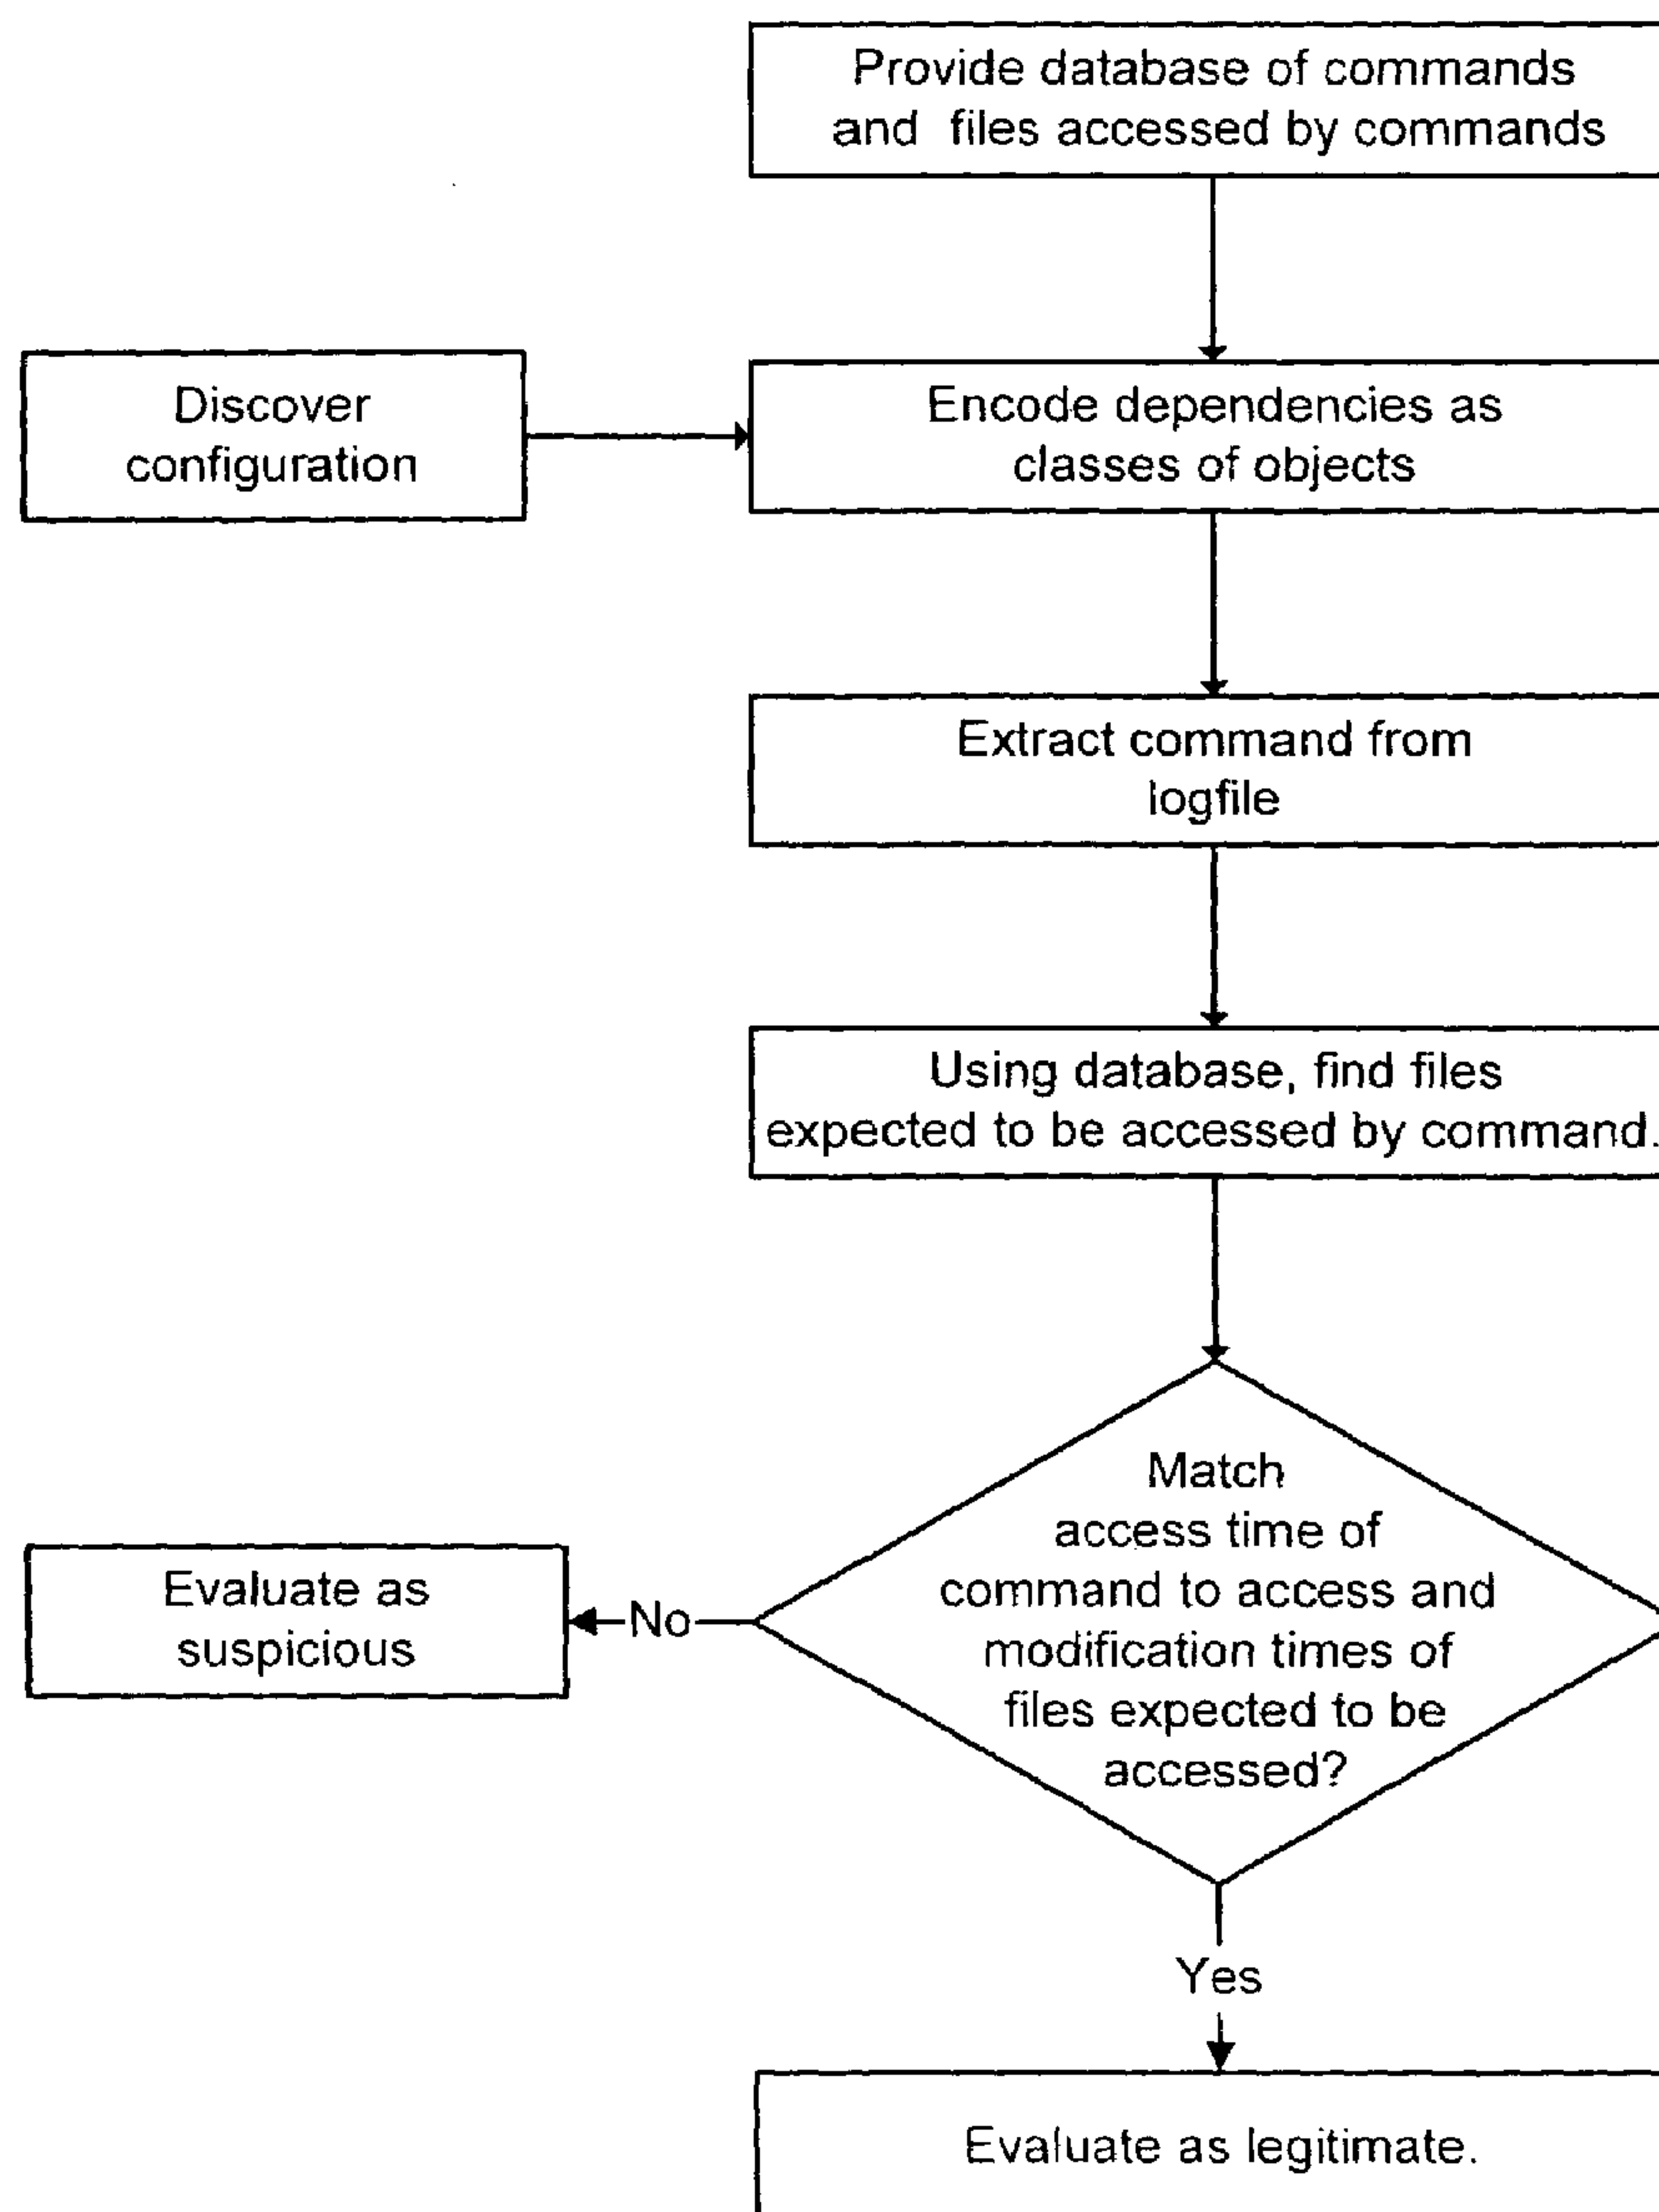 Provide database of commands
and files accessed by commands
Discover
configuration
Encode dependencies as
classes of objects
Extract command from
logfile
Using database, find files
expected to be accessed by command.
Match
access time of
command to access and
modification times of
files expected to be
accessed?
Evaluate as
suspicious
No
Yes
Evaluate as legitimate.